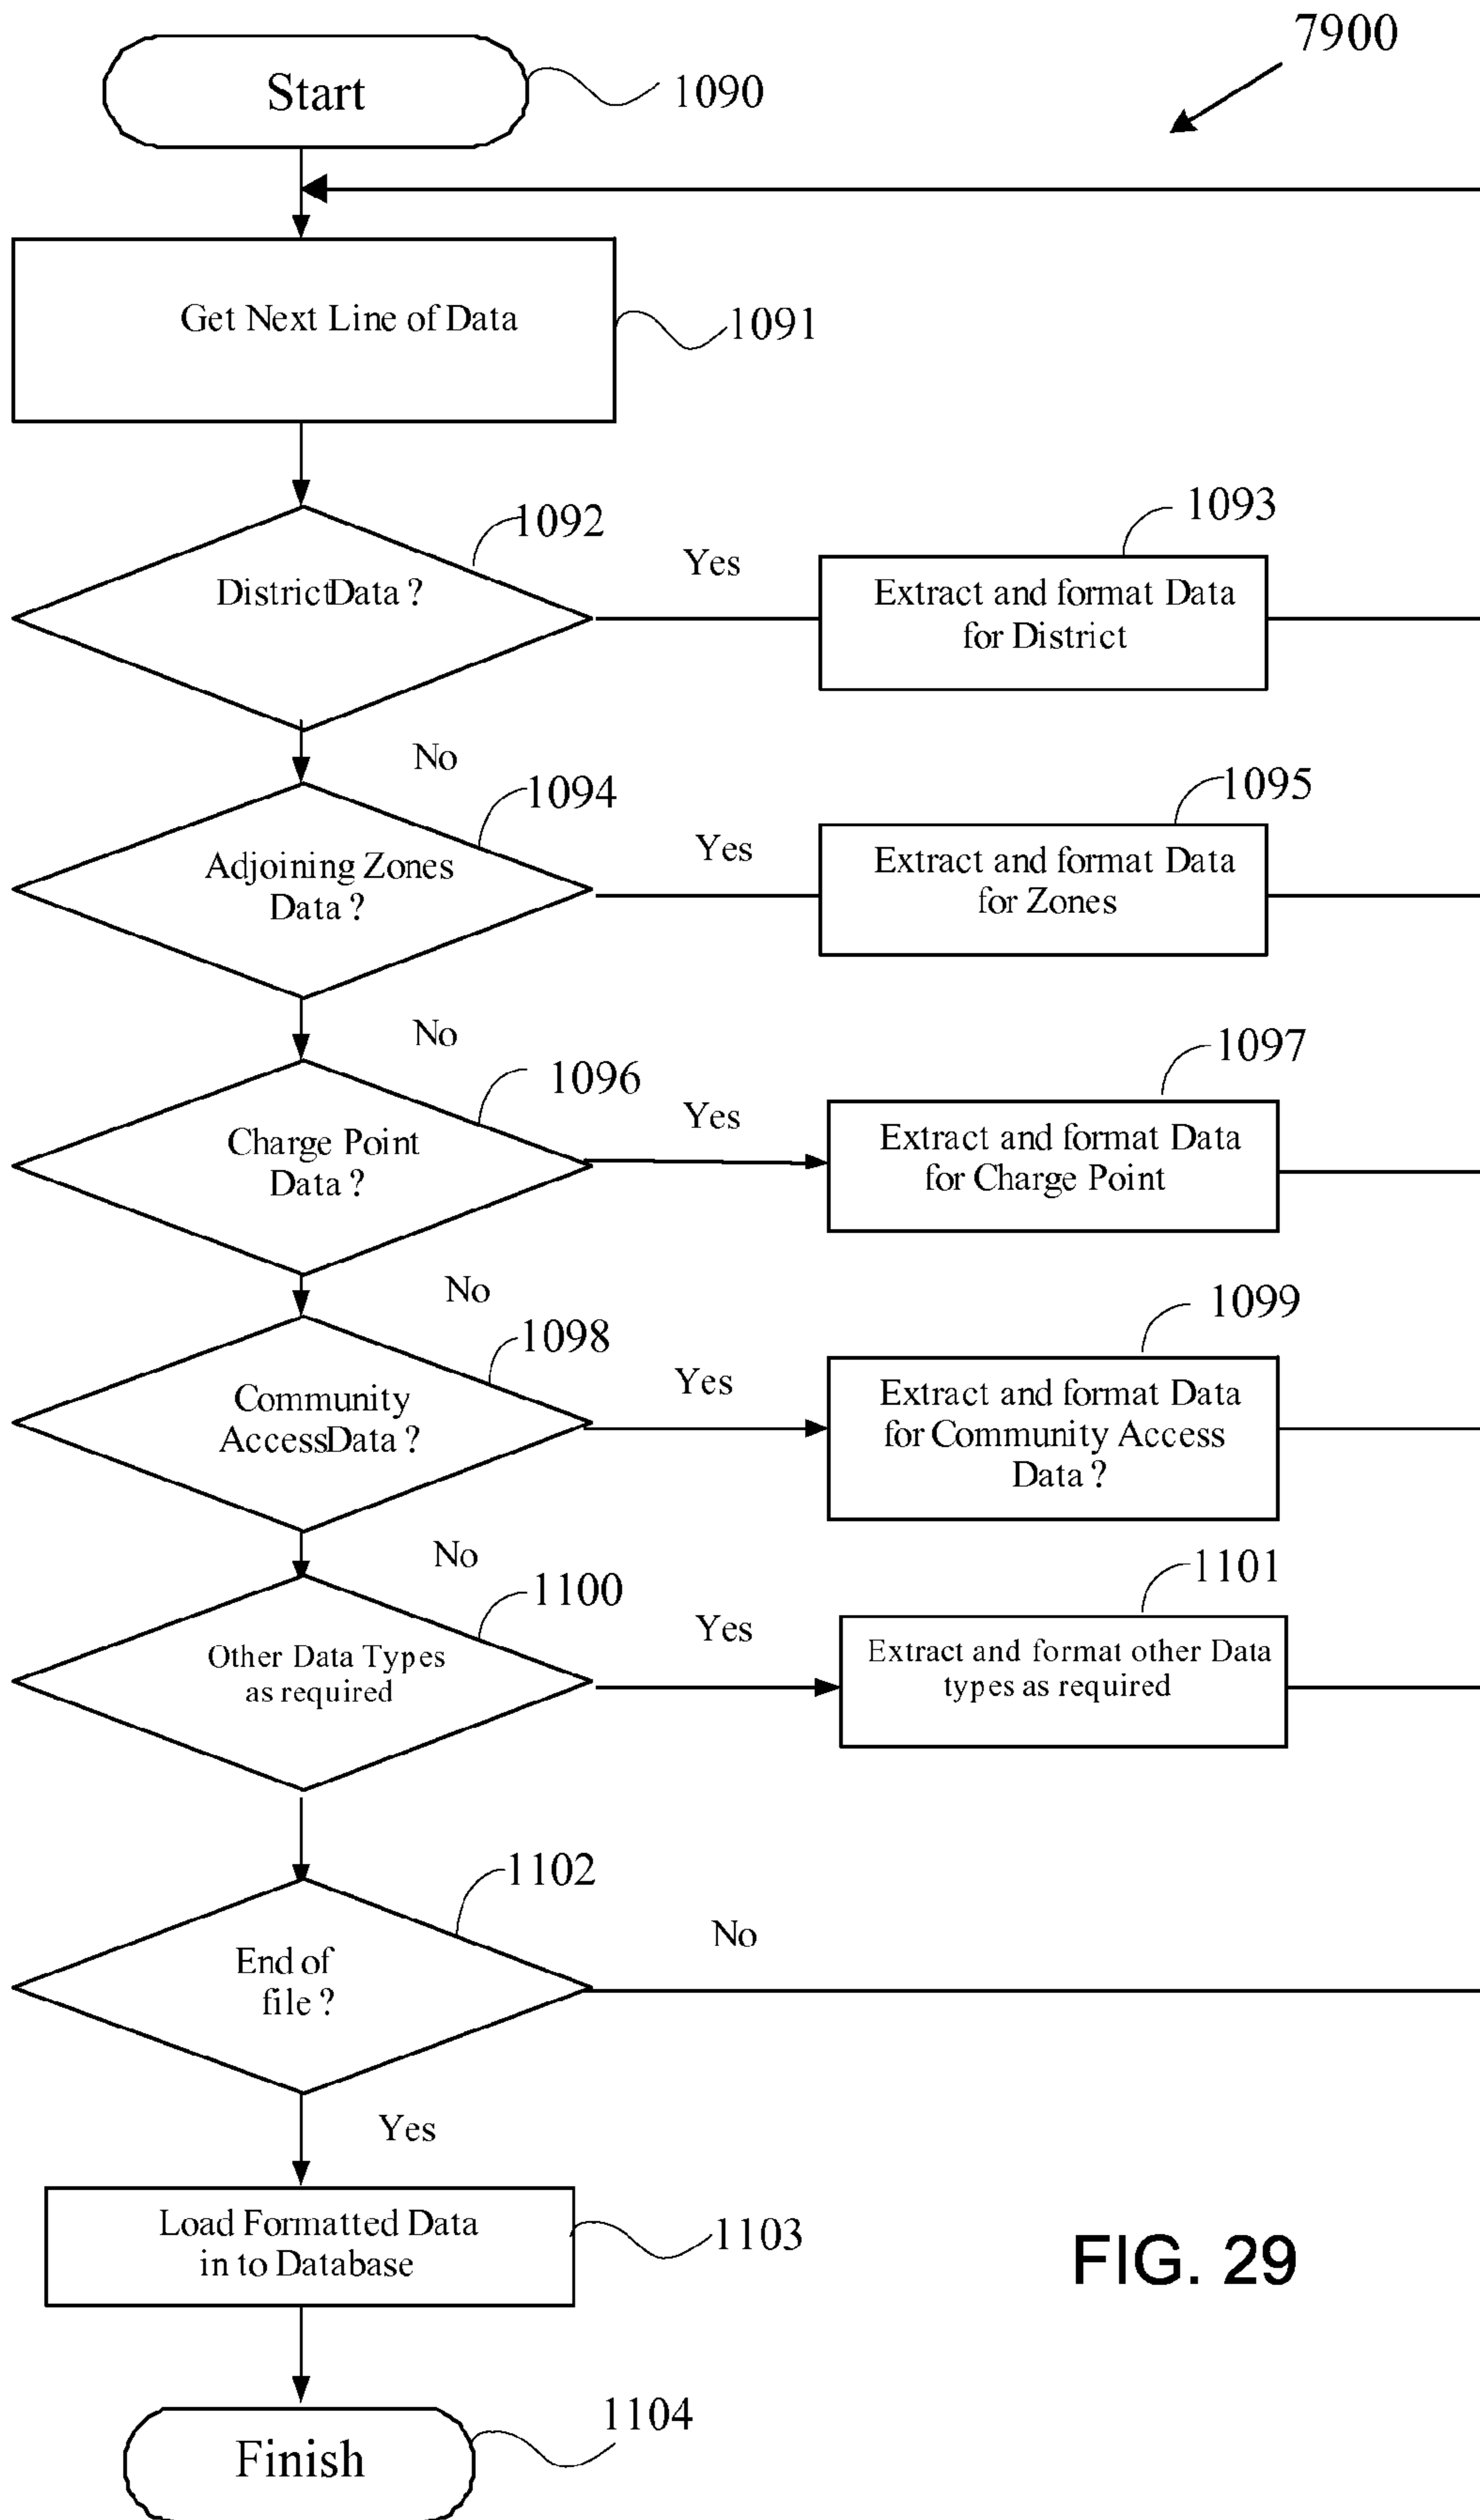 7900
Start
1090
Get Next Line of Data
1091
1092
DistrictData ?
Yes
1093
Extract and format Data
for District
No
1094
Adjoining Zones
Data ?
Yes
1095
Extract and format Data
for Zones
No
1096
Charge Point
Data ?
Yes
1097
Extract and format Data
for Charge Point
No
1098
Community
AccessData ?
Yes
1099
Extract and format Data
for Community Access
Data ?
No
1100
Other Data Types
as required
Yes
1101
Extract and format other Data
types as required
1102
End of
file ?
No
Yes
Load Formatted Data
in to Database
1103
FIG. 29
1104
Finish